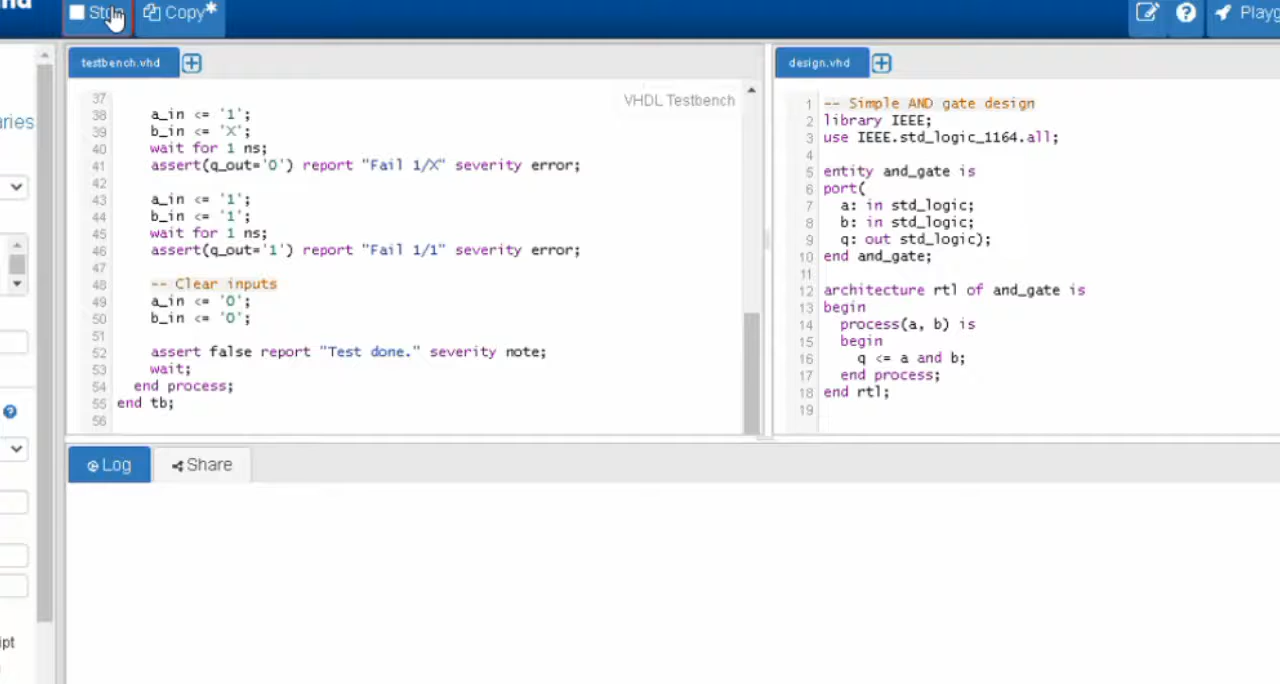 Copy*
testbench.vhd
VHDL Testbench
37
38 a_in <= '1';
39 b_in <= 'X';
40 wait for 1 ns;
41 assert(q_out='0') report "Fail 1/X" severity error;
42
43 a_in <= '1';
44 b_in <= '1';
45 wait for 1 ns;
46 assert(q_out='1') report "Fail 1/1" severity error;
47
48 -- Clear inputs
49 a_in <= '0';
50 b_in <= '0';
51
52 assert false report "Test done." severity note;
53 wait;
54 end process;
55 end tb;
56
design.vhd
1 -- Simple AND gate design
2 library IEEE;
3 use IEEE.std_logic_1164.all;
4
5 entity and_gate is
6 port(
7 a: in std_logic;
8 b: in std_logic;
9 q: out std_logic);
10 end and_gate;
11
12 architecture rtl of and_gate is
13 begin
14 process(a, b) is
15 begin
16 q <= a and b;
17 end process;
18 end rtl;
19
Log
Share